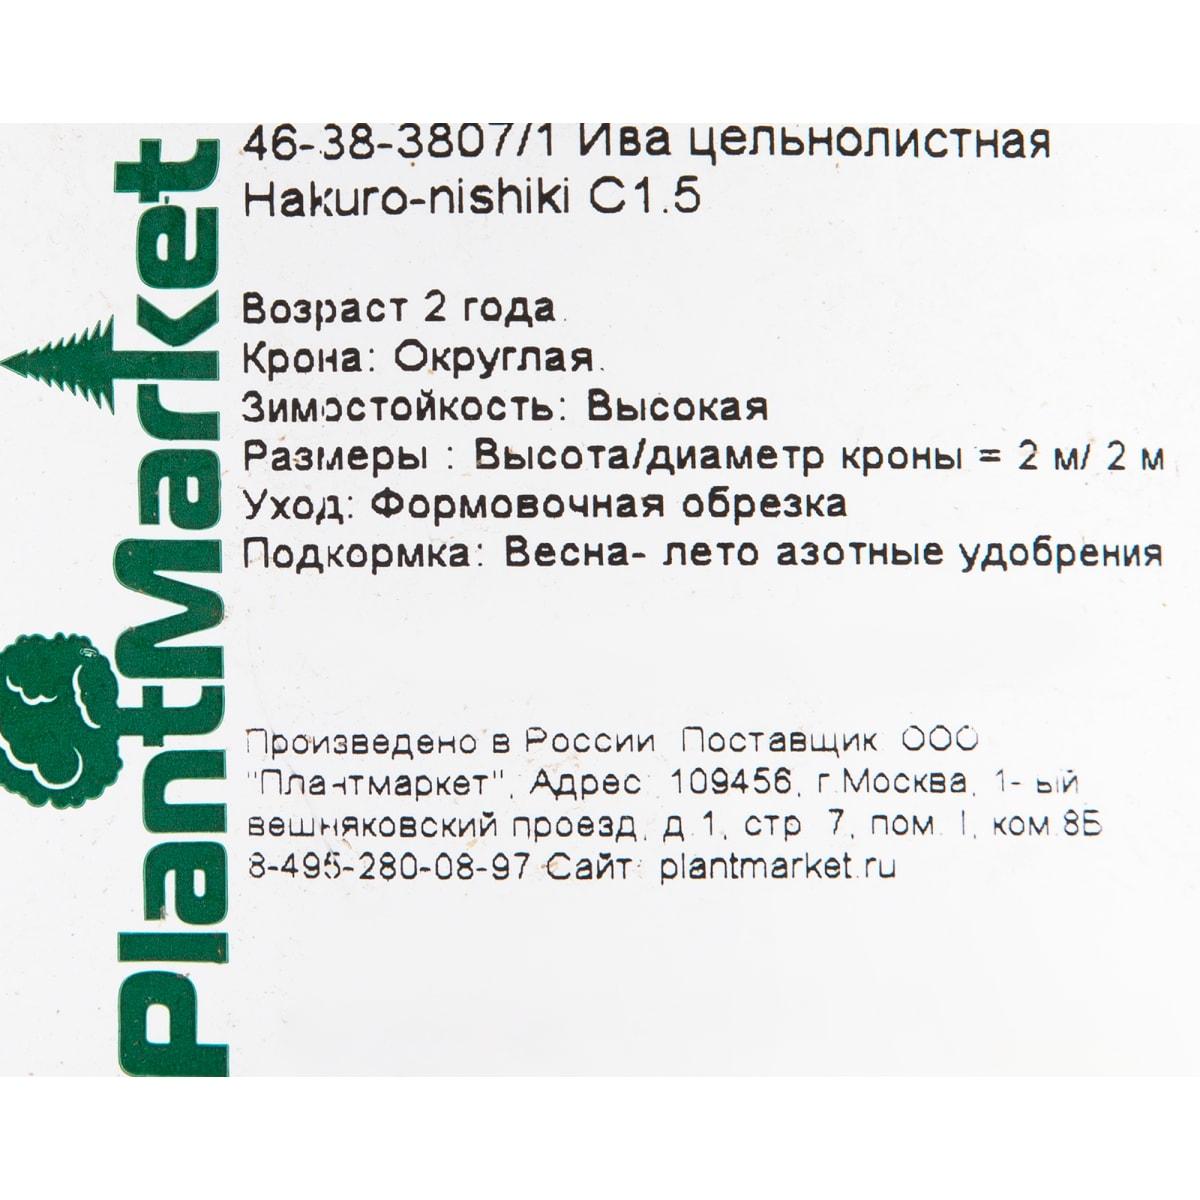 PlantMarket
46-38-3807/1 Ива цельнолистная
Hakuro-nishiki C1.5
Возраст 2 года.
Крона: Округлая.
Зимостойкость: Высокая
Размеры : Высота/диаметр кроны = 2 м/ 2 м
Уход: Формовочная обрезка
Подкормка: Весна- лето азотные удобрения
Произведено в России. Поставщик: ООО
"Плантмаркет", Адрес: 109456, г.Москва, 1- ый
вешняковский проезд, д.1, стр. 7, пом. I, ком.8Б
8-495-280-08-97 Сайт: plantmarket.ru